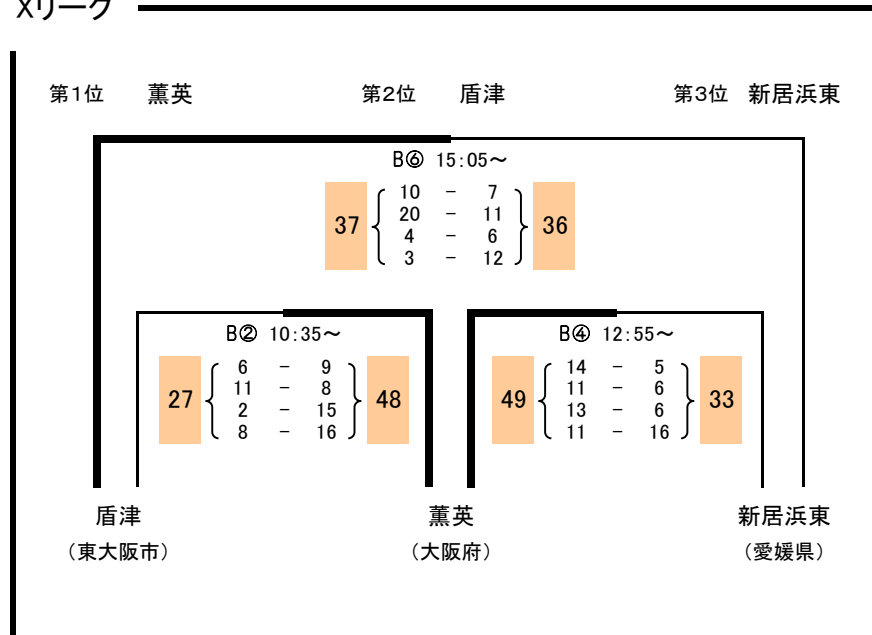 Xリーグ
第1位 薫英 第2位 盾津 第3位 新居浜東
B⑥ 15:05～
37 10 - 7 36
20 - 11
4 - 6
3 - 12
B② 10:35～ B④ 12:55～
27 6 - 9 48 49 14 - 5 33
11 - 8 11 - 6
2 - 15 13 - 6
8 - 16 11 - 16
盾津 薫英 新居浜東
（東大阪市） （大阪府） （愛媛県）